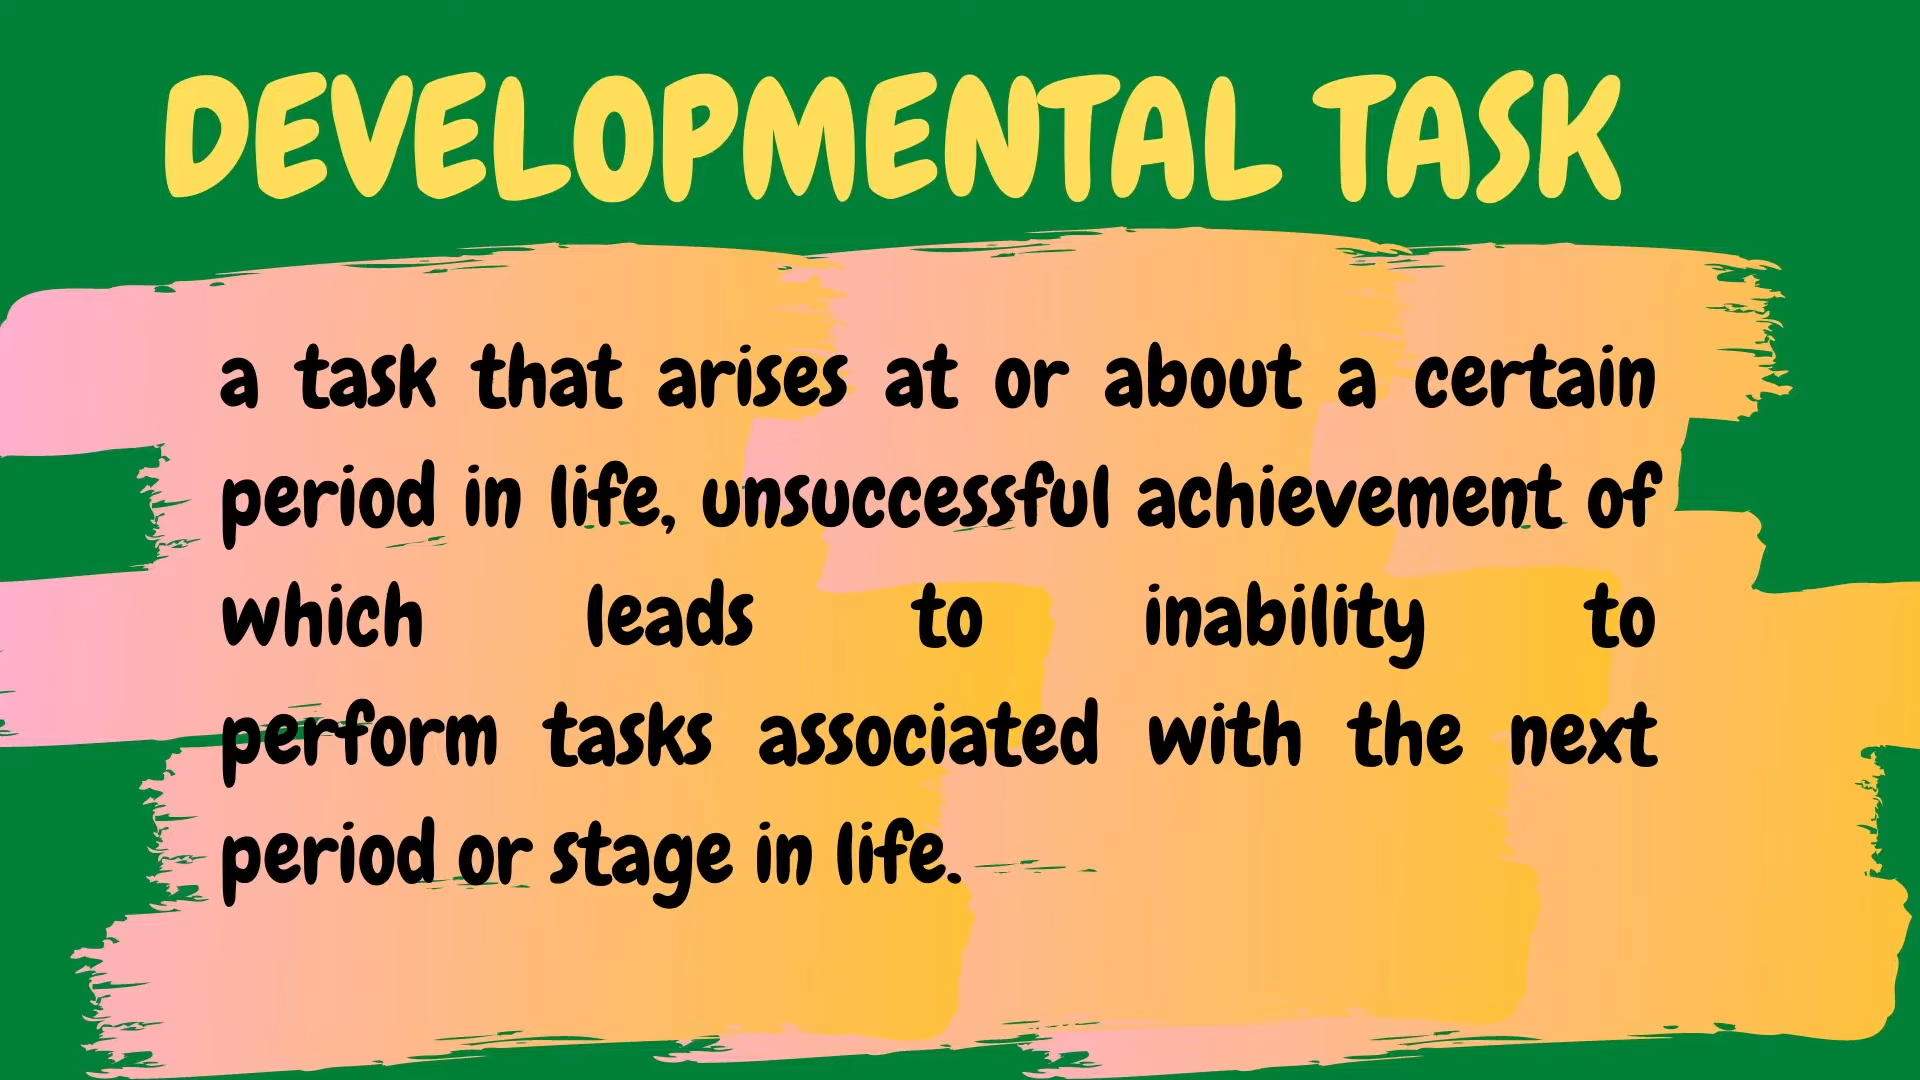 DEVELOPMENTAL TASK
a task that arises at or about a certain
period in life, unsuccessful achievement of
which leads to inability to
perform tasks associated with the next
period or stage in life.